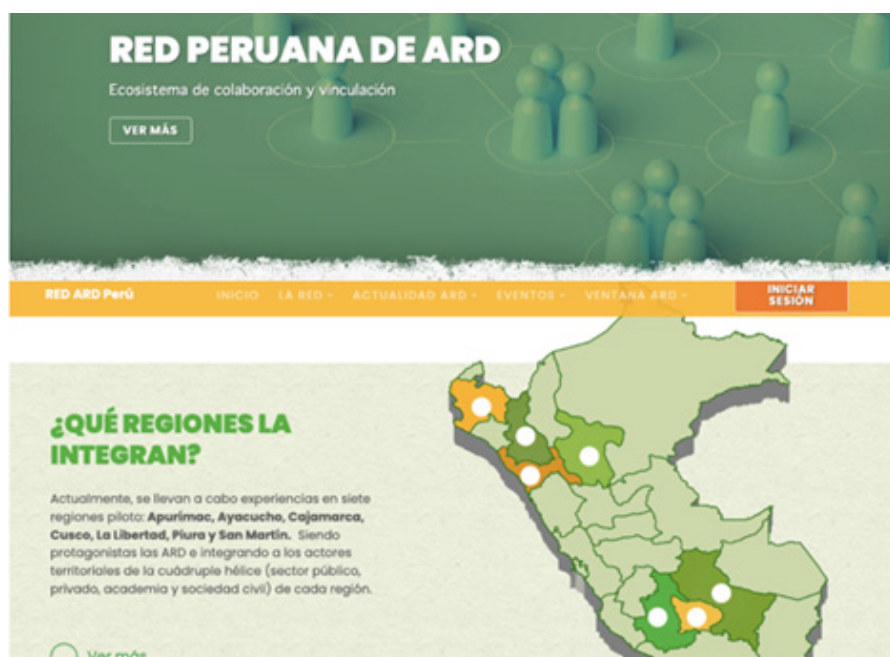 RED PERUANA DE ARD
Ecosistema de colaboración y vinculación
VER MÁS
RED ARD Perú
INICIO
LA RED
ACTUALIDAD ARD
EVENTOS
VENTANA ARD
INICIAR
SESIÓN
¿QUÉ REGIONES LA
INTEGRAN?
Actualmente, se llevan a cabo experiencias en siete
regiones piloto: Apurímac, Ayacucho, Cajamarca,
Cusco, La Libertad, Piura y San Martín. Siendo
protagonistas las ARD e integrando a los actores
territoriales de la cuádruple hélice (sector público,
privado, academia y sociedad civil) de cada región.
Ver más